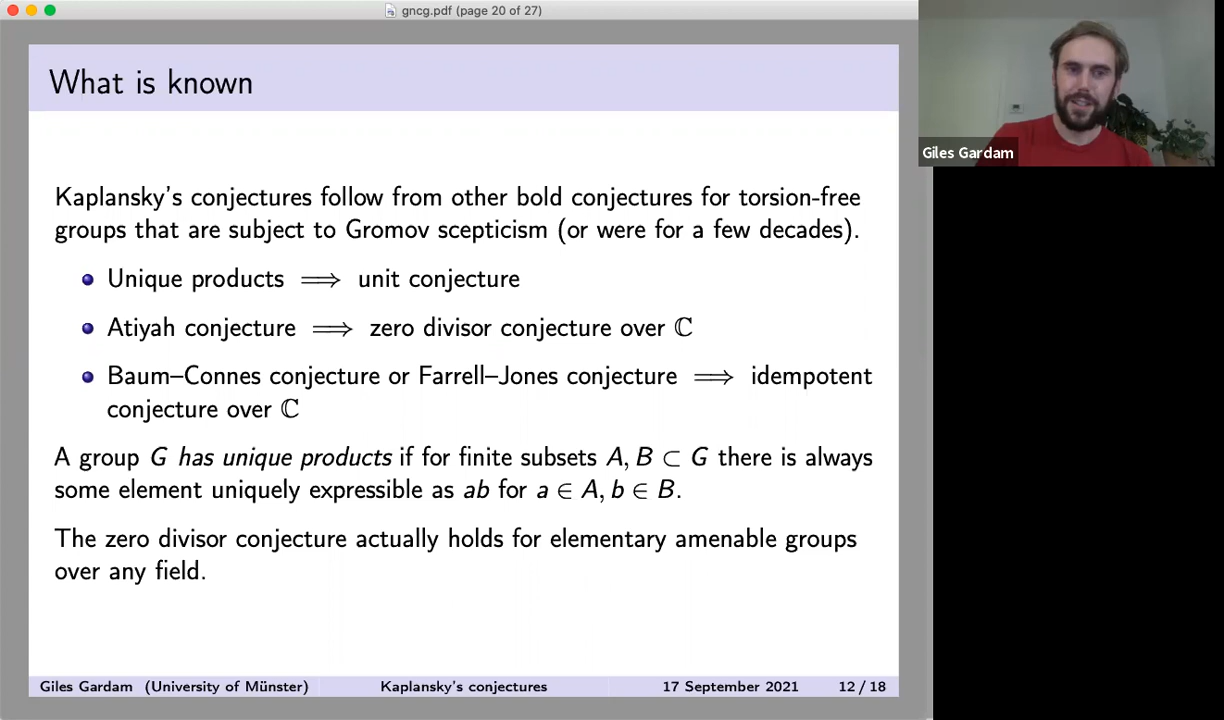 gncg.pdf (page 20 of 27)
What is known
Giles Gardam
Kaplansky's conjectures follow from other bold conjectures for torsion-free
groups that are subject to Gromov scepticism (or were for a few decades).
Unique products ⟹ unit conjecture
Atiyah conjecture ⟹ zero divisor conjecture over ℂ
Baum–Connes conjecture or Farrell–Jones conjecture ⟹ idempotent
conjecture over ℂ
A group G has unique products if for finite subsets A, B ⊂ G there is always
some element uniquely expressible as ab for a ∈ A, b ∈ B.
The zero divisor conjecture actually holds for elementary amenable groups
over any field.
Giles Gardam (University of Münster) Kaplansky's conjectures 17 September 2021 12 / 18